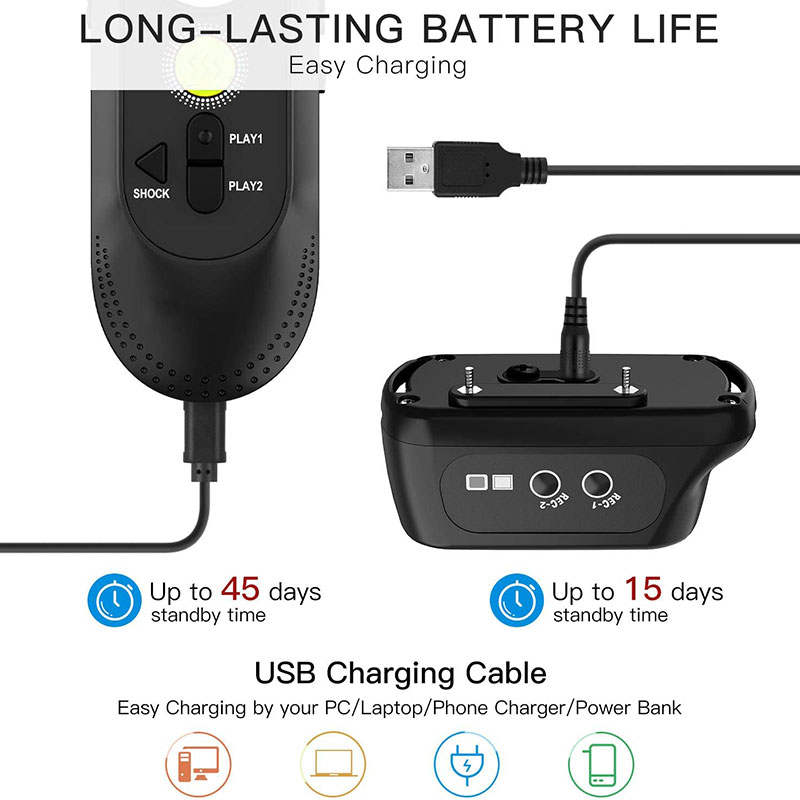 LONG-LASTING BATTERY LIFE
Easy Charging
PLAY1
SHOCK
PLAY2
REC-2
REC-1
Up to 45 days
standby time
Up to 15 days
standby time
USB Charging Cable
Easy Charging by your PC/Laptop/Phone Charger/Power Bank